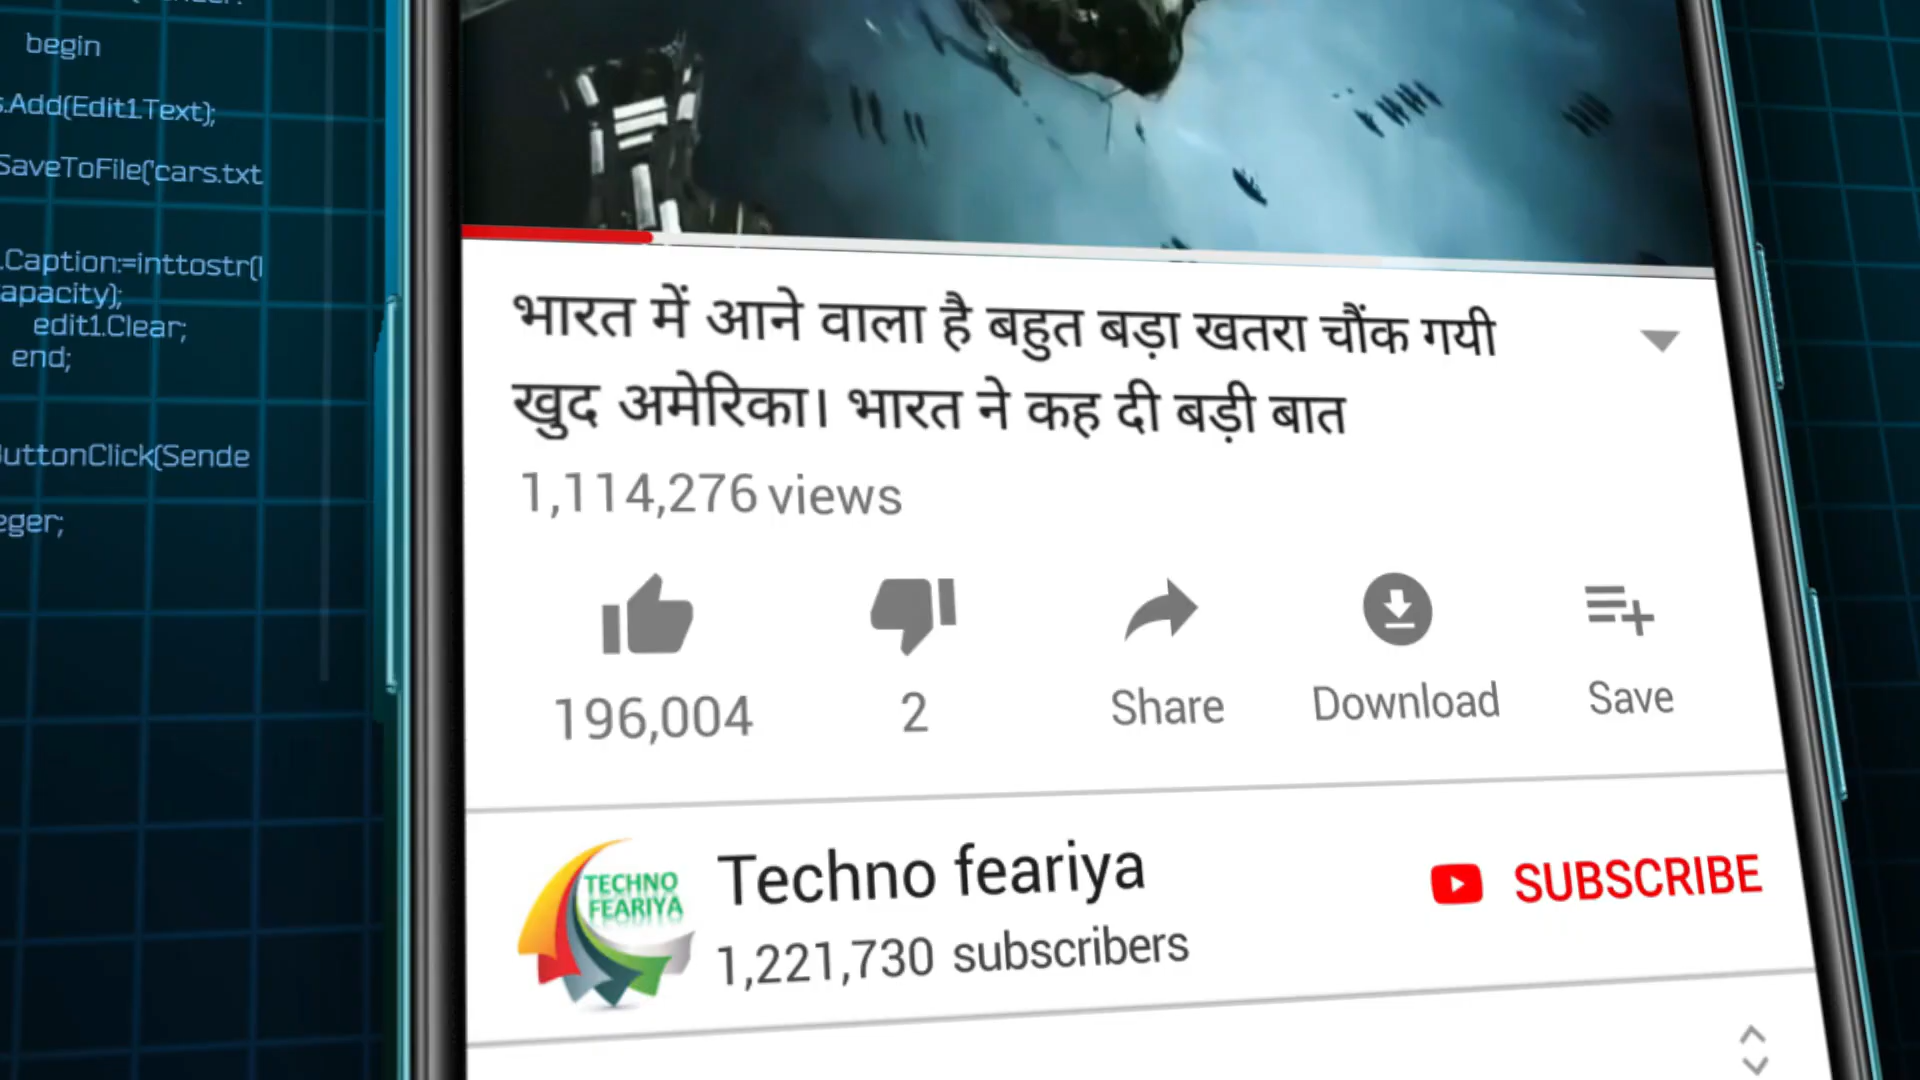 begin
.Add(Edit1.Text);
SaveToFile('cars.txt
.Caption:=inttostr(l
apacity);
edit1.Clear;
end;
ButtonClick(Sende
eger;
भारत में आने वाला है बहुत बड़ा खतरा चौंक गयी
खुद अमेरिका। भारत ने कह दी बड़ी बात
1,114,276 views
196,004
2
Share
Download
Save
TECHNO
FEARIYA
Techno feariya
1,221,730 subscribers
SUBSCRIBE